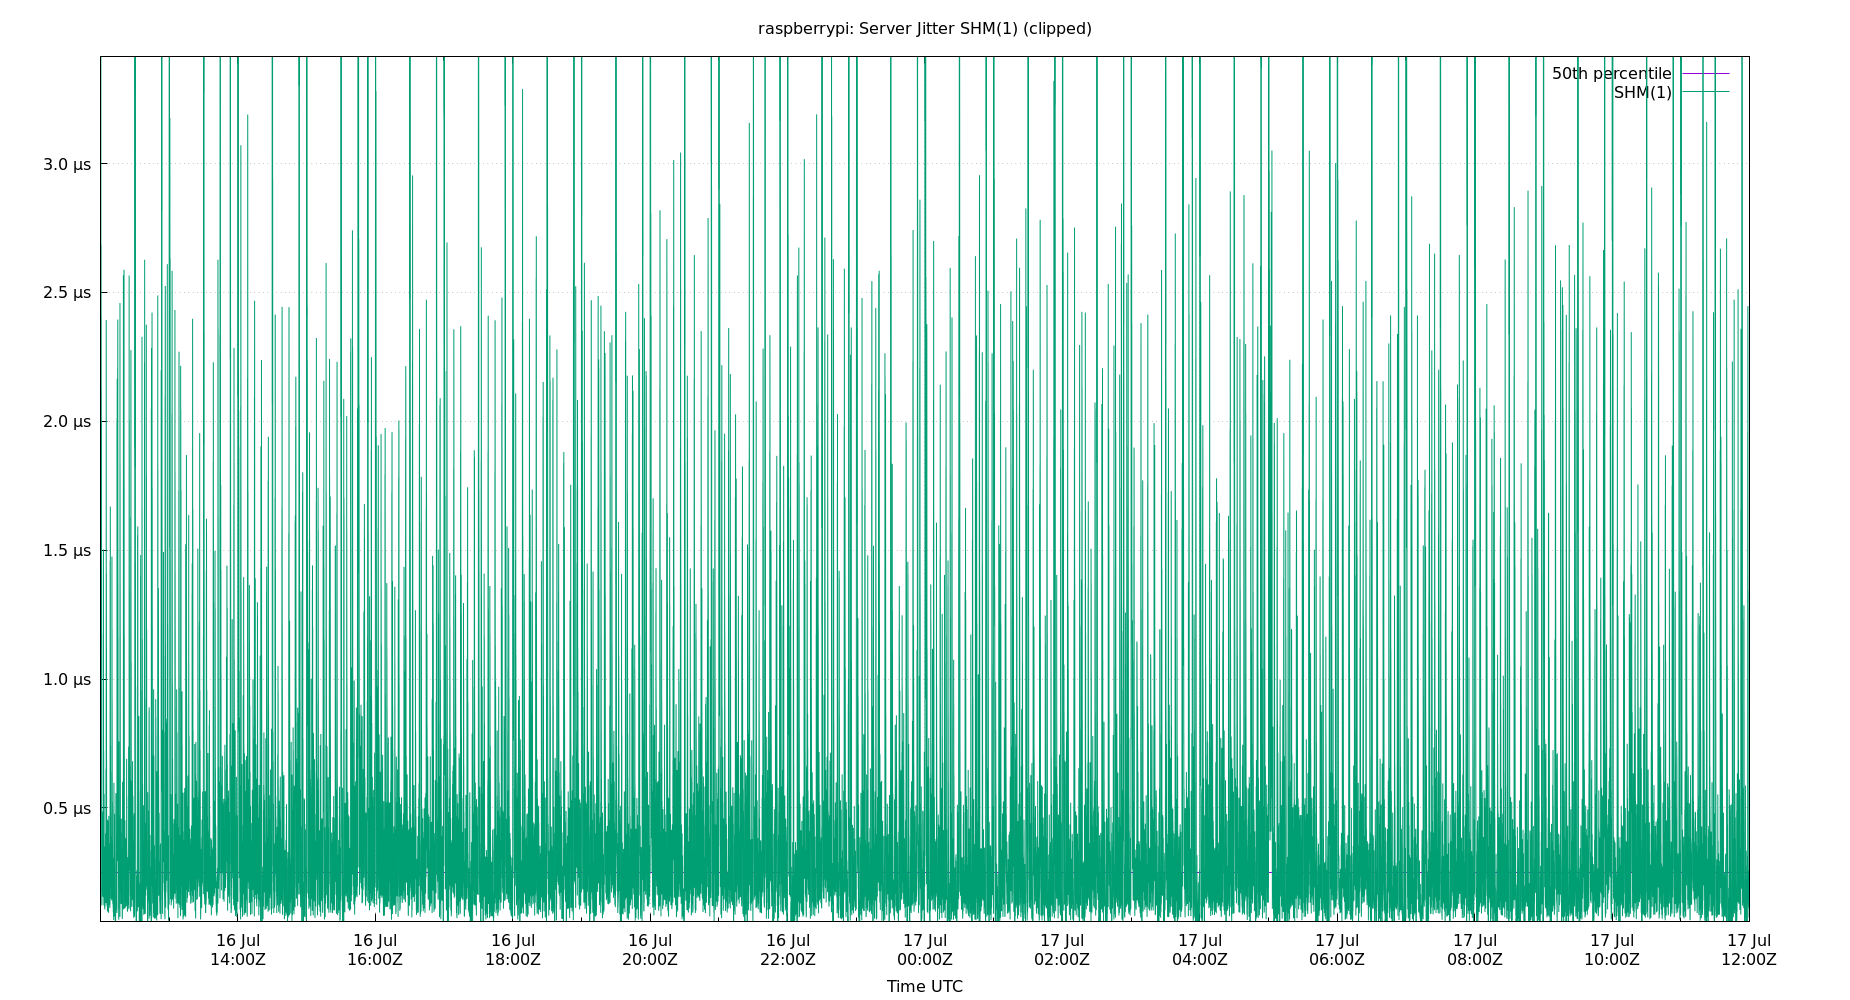 raspberrypi: Server Jitter SHM(1) (clipped)
50th percentile
SHM(1)
3.0 µs
2.5 µs
2.0 µs
1.5 µs
1.0 µs
0.5 µs
16 Jul 16 Jul 16 Jul 16 Jul 16 Jul 17 Jul 17 Jul 17 Jul 17 Jul 17 Jul 17 Jul 17 Jul
14:00Z 16:00Z 18:00Z 20:00Z 22:00Z 00:00Z 02:00Z 04:00Z 06:00Z 08:00Z 10:00Z 12:00Z
Time UTC